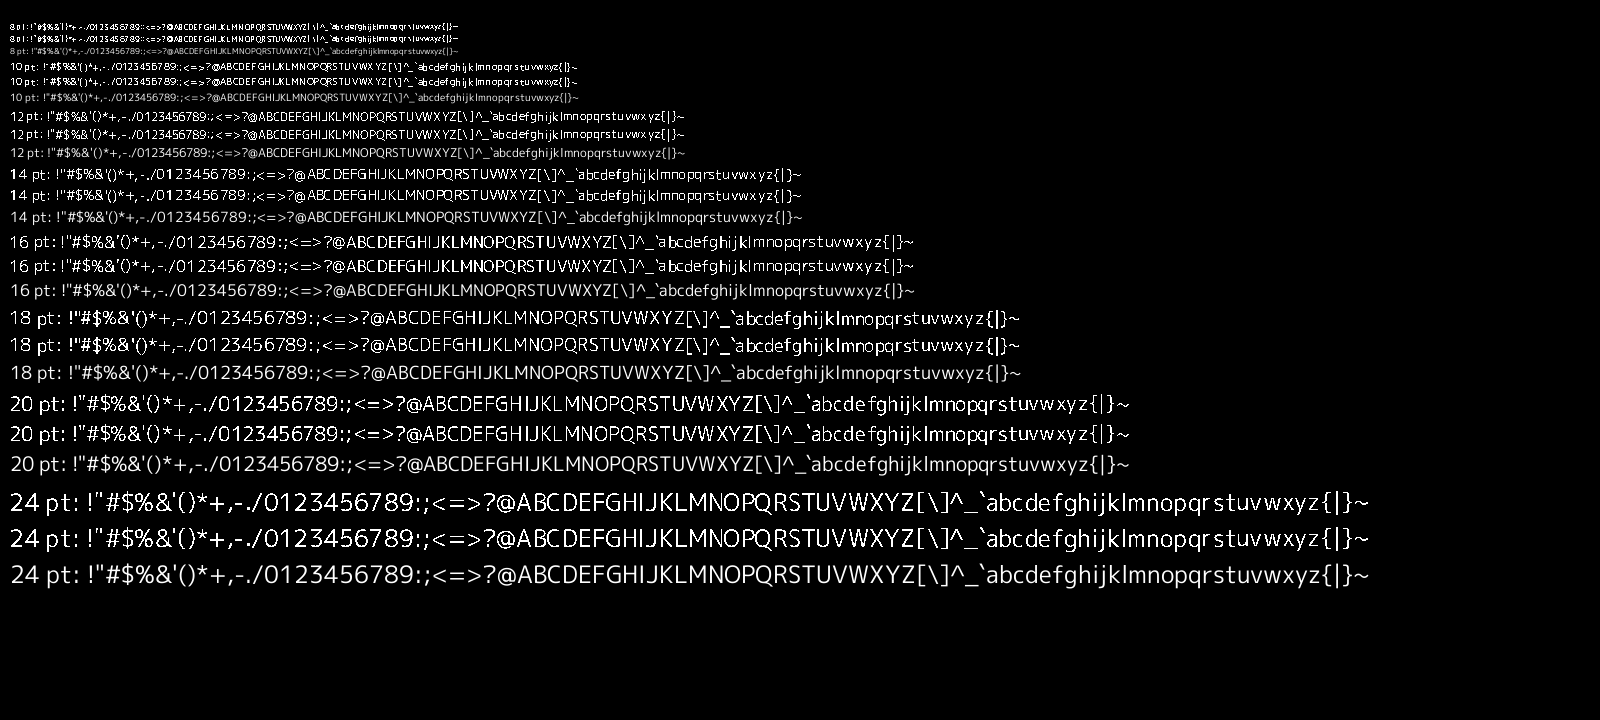 8 pt: !"#$%&'()*+,-./0123456789:;<=>?@ABCDEFGHIJKLMNOPQRSTUVWXYZ[\]^_`abcdefghijklmnopqrstuvwxyz{|}~
8 pt: !"#$%&'()*+,-./0123456789:;<=>?@ABCDEFGHIJKLMNOPQRSTUVWXYZ[\]^_`abcdefghijklmnopqrstuvwxyz{|}~
8 pt: !"#$%&'()*+,-./0123456789:;<=>?@ABCDEFGHIJKLMNOPQRSTUVWXYZ[\]^_`abcdefghijklmnopqrstuvwxyz{|}~
10 pt: !"#$%&'()*+,-./0123456789:;<=>?@ABCDEFGHIJKLMNOPQRSTUVWXYZ[\]^_`abcdefghijklmnopqrstuvwxyz{|}~
10 pt: !"#$%&'()*+,-./0123456789:;<=>?@ABCDEFGHIJKLMNOPQRSTUVWXYZ[\]^_`abcdefghijklmnopqrstuvwxyz{|}~
10 pt: !"#$%&'()*+,-./0123456789:;<=>?@ABCDEFGHIJKLMNOPQRSTUVWXYZ[\]^_`abcdefghijklmnopqrstuvwxyz{|}~
12 pt: !"#$%&'()*+,-./0123456789:;<=>?@ABCDEFGHIJKLMNOPQRSTUVWXYZ[\]^_`abcdefghijklmnopqrstuvwxyz{|}~
12 pt: !"#$%&'()*+,-./0123456789:;<=>?@ABCDEFGHIJKLMNOPQRSTUVWXYZ[\]^_`abcdefghijklmnopqrstuvwxyz{|}~
12 pt: !"#$%&'()*+,-./0123456789:;<=>?@ABCDEFGHIJKLMNOPQRSTUVWXYZ[\]^_`abcdefghijklmnopqrstuvwxyz{|}~
14 pt: !"#$%&'()*+,-./0123456789:;<=>?@ABCDEFGHIJKLMNOPQRSTUVWXYZ[\]^_`abcdefghijklmnopqrstuvwxyz{|}~
14 pt: !"#$%&'()*+,-./0123456789:;<=>?@ABCDEFGHIJKLMNOPQRSTUVWXYZ[\]^_`abcdefghijklmnopqrstuvwxyz{|}~
14 pt: !"#$%&'()*+,-./0123456789:;<=>?@ABCDEFGHIJKLMNOPQRSTUVWXYZ[\]^_`abcdefghijklmnopqrstuvwxyz{|}~
16 pt: !"#$%&'()*+,-./0123456789:;<=>?@ABCDEFGHIJKLMNOPQRSTUVWXYZ[\]^_`abcdefghijklmnopqrstuvwxyz{|}~
16 pt: !"#$%&'()*+,-./0123456789:;<=>?@ABCDEFGHIJKLMNOPQRSTUVWXYZ[\]^_`abcdefghijklmnopqrstuvwxyz{|}~
16 pt: !"#$%&'()*+,-./0123456789:;<=>?@ABCDEFGHIJKLMNOPQRSTUVWXYZ[\]^_`abcdefghijklmnopqrstuvwxyz{|}~
18 pt: !"#$%&'()*+,-./0123456789:;<=>?@ABCDEFGHIJKLMNOPQRSTUVWXYZ[\]^_`abcdefghijklmnopqrstuvwxyz{|}~
18 pt: !"#$%&'()*+,-./0123456789:;<=>?@ABCDEFGHIJKLMNOPQRSTUVWXYZ[\]^_`abcdefghijklmnopqrstuvwxyz{|}~
18 pt: !"#$%&'()*+,-./0123456789:;<=>?@ABCDEFGHIJKLMNOPQRSTUVWXYZ[\]^_`abcdefghijklmnopqrstuvwxyz{|}~
20 pt: !"#$%&'()*+,-./0123456789:;<=>?@ABCDEFGHIJKLMNOPQRSTUVWXYZ[\]^_`abcdefghijklmnopqrstuvwxyz{|}~
20 pt: !"#$%&'()*+,-./0123456789:;<=>?@ABCDEFGHIJKLMNOPQRSTUVWXYZ[\]^_`abcdefghijklmnopqrstuvwxyz{|}~
20 pt: !"#$%&'()*+,-./0123456789:;<=>?@ABCDEFGHIJKLMNOPQRSTUVWXYZ[\]^_`abcdefghijklmnopqrstuvwxyz{|}~
24 pt: !"#$%&'()*+,-./0123456789:;<=>?@ABCDEFGHIJKLMNOPQRSTUVWXYZ[\]^_`abcdefghijklmnopqrstuvwxyz{|}~
24 pt: !"#$%&'()*+,-./0123456789:;<=>?@ABCDEFGHIJKLMNOPQRSTUVWXYZ[\]^_`abcdefghijklmnopqrstuvwxyz{|}~
24 pt: !"#$%&'()*+,-./0123456789:;<=>?@ABCDEFGHIJKLMNOPQRSTUVWXYZ[\]^_`abcdefghijklmnopqrstuvwxyz{|}~